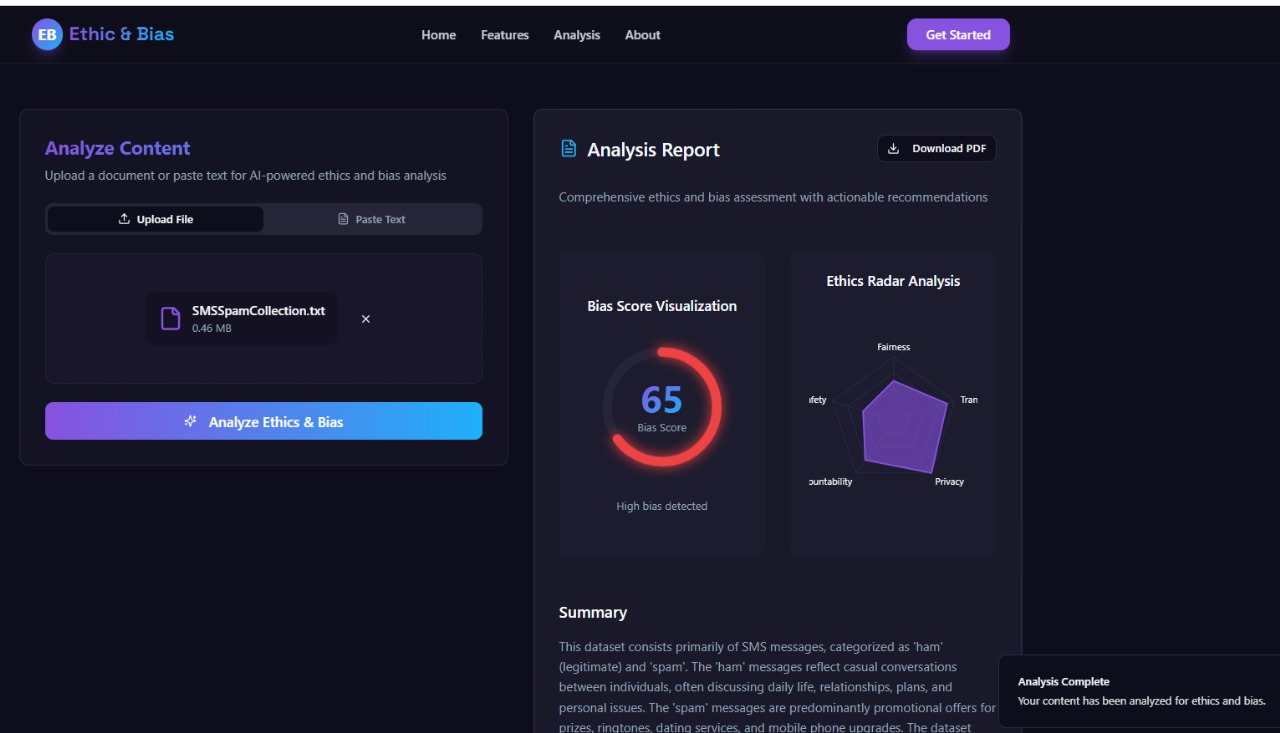 EB Ethic & Bias
Home Features Analysis About
Get Started
Analyze Content
Upload a document or paste text for AI-powered ethics and bias analysis
Upload File
Paste Text
SMSSpamCollection.txt
0.46 MB
Analyze Ethics & Bias
Analysis Report
Download PDF
Comprehensive ethics and bias assessment with actionable recommendations
Bias Score Visualization
65
Bias Score
High bias detected
Ethics Radar Analysis
Fairness
afety
Tran
ountability
Privacy
Summary
This dataset consists primarily of SMS messages, categorized as 'ham'
(legitimate) and 'spam'. The 'ham' messages reflect casual conversations
between individuals, often discussing daily life, relationships, plans, and
personal issues. The 'spam' messages are predominantly promotional offers for
prizes, ringtones, dating services, and mobile phone upgrades. The dataset
Analysis Complete
Your content has been analyzed for ethics and bias.